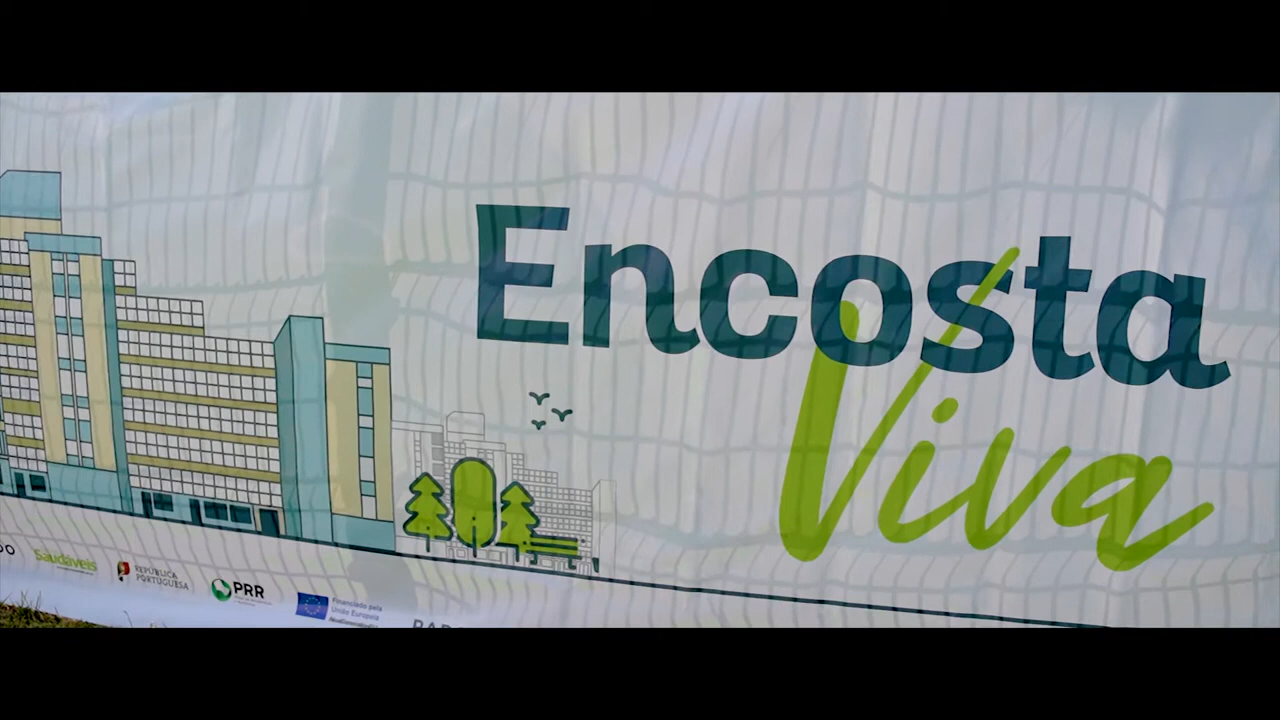 Encosta
Viva
Saudáveis
REPÚBLICA
PORTUGUESA
PRR
Financiado pela
União Europeia